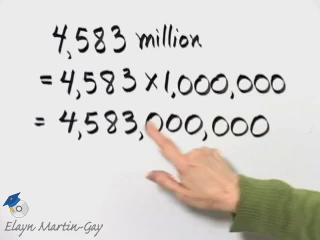 4,583 million
= 4,583 × 1,000,000
= 4,583,000,000
Elayn Martin-Gay